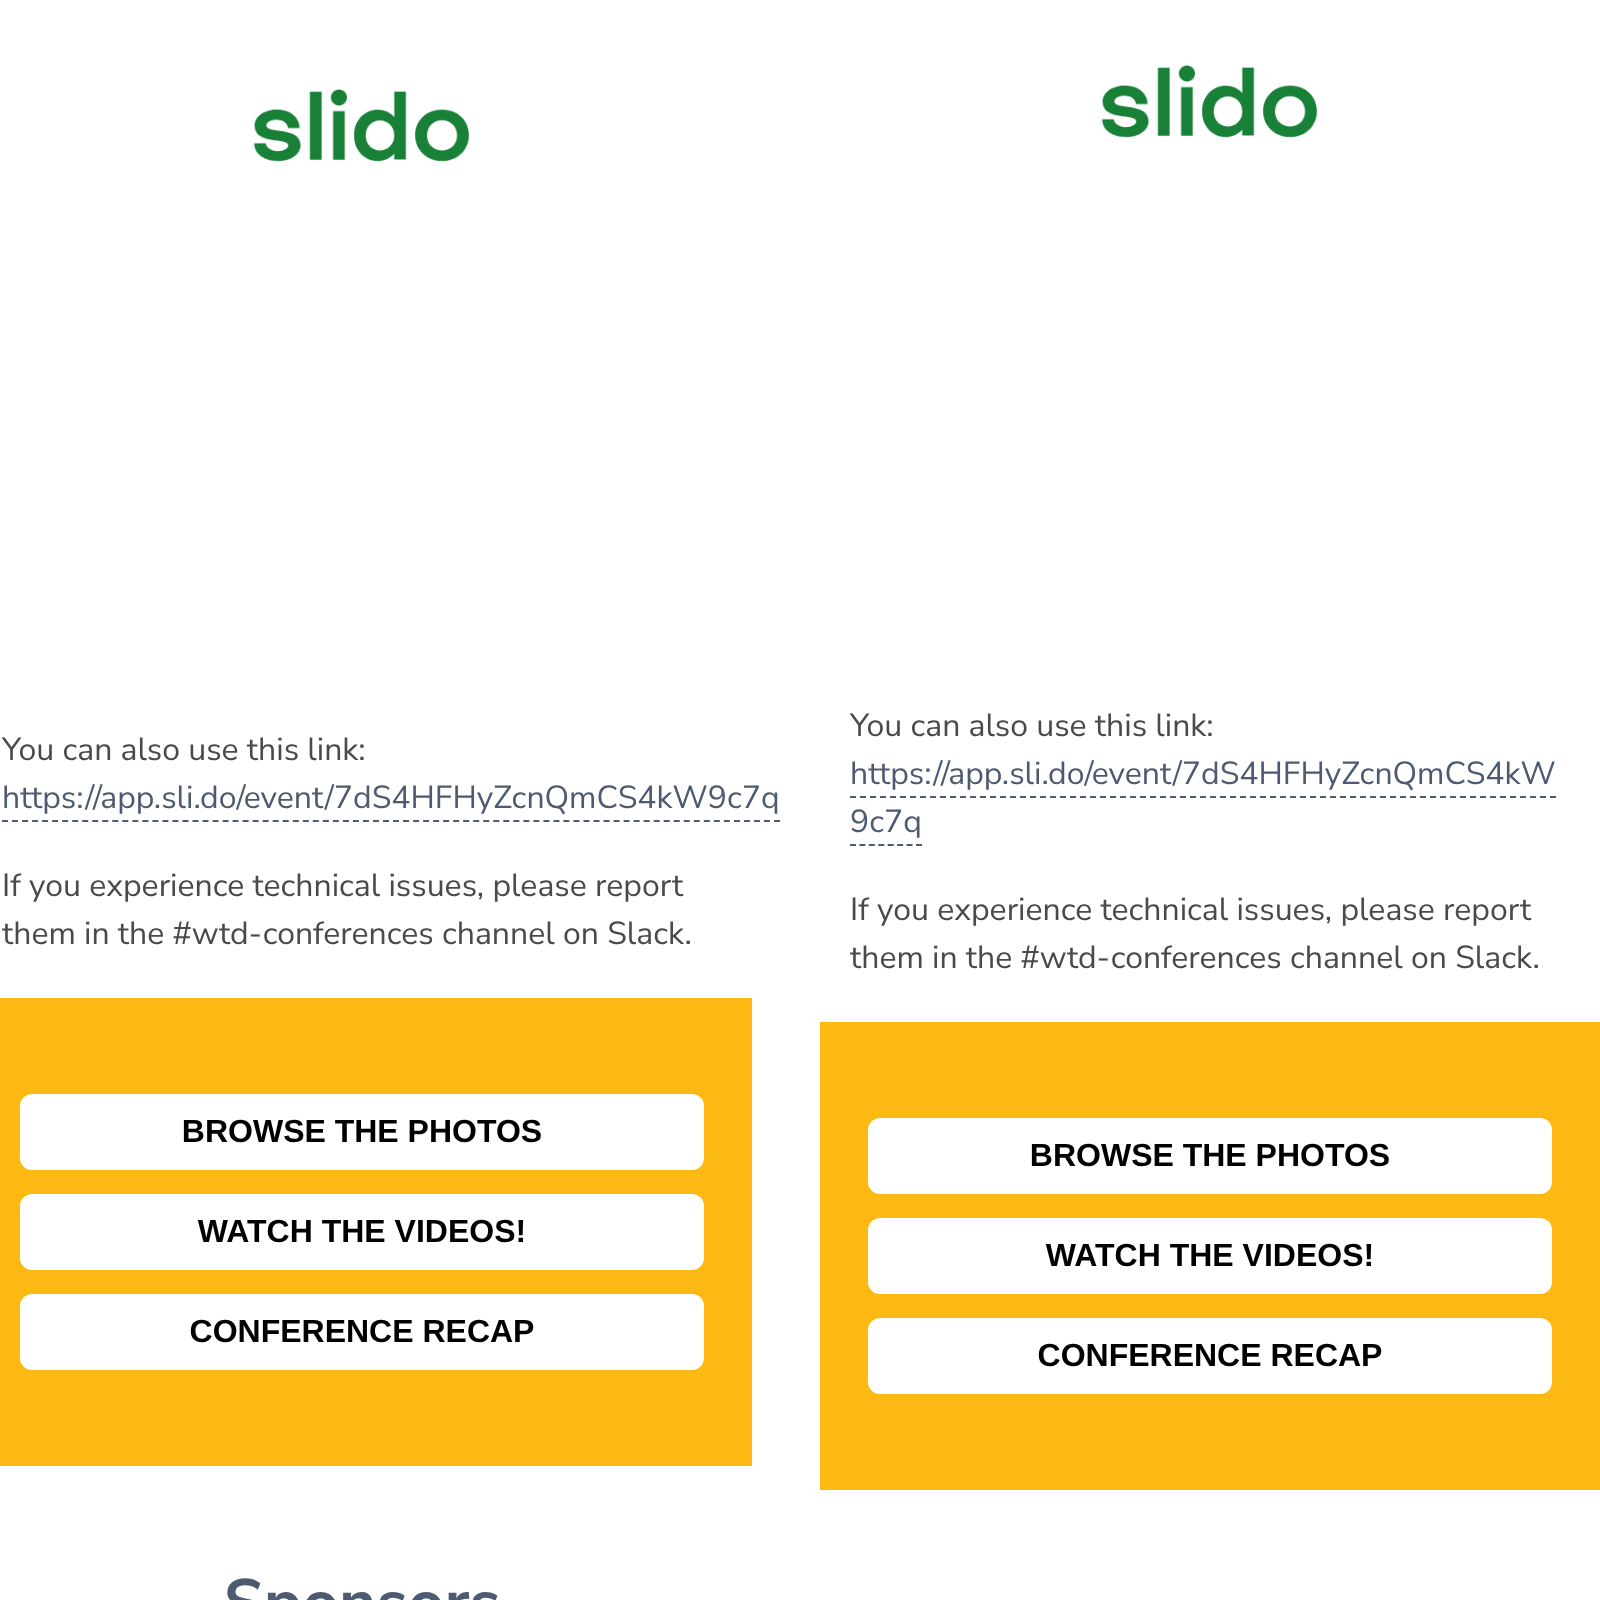 slido
You can also use this link:
https://app.sli.do/event/7dS4HFHyZcnQmCS4kW9c7q
If you experience technical issues, please report
them in the #wtd-conferences channel on Slack.
BROWSE THE PHOTOS
WATCH THE VIDEOS!
CONFERENCE RECAP
Sponsors
slido
You can also use this link:
https://app.sli.do/event/7dS4HFHyZcnQmCS4kW
9c7q
If you experience technical issues, please report
them in the #wtd-conferences channel on Slack.
BROWSE THE PHOTOS
WATCH THE VIDEOS!
CONFERENCE RECAP